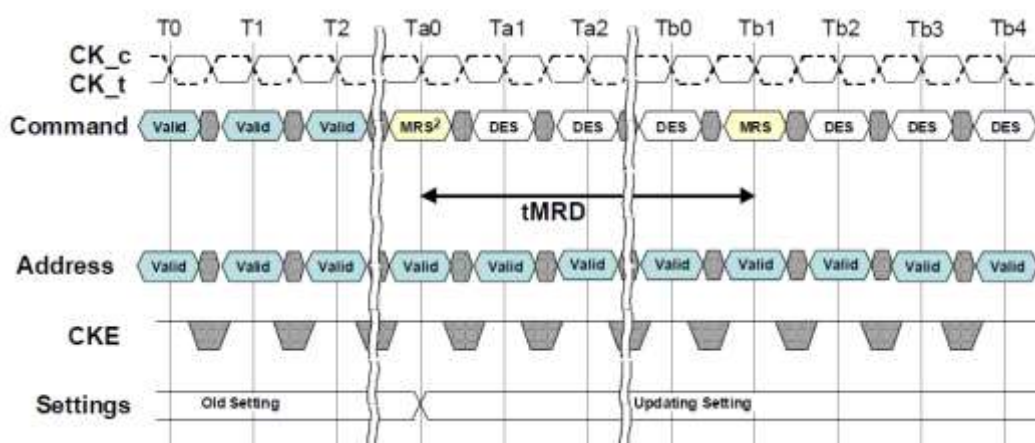 T0 T1 T2 Ta0 Ta1 Ta2 Tb0 Tb1 Tb2 Tb3 Tb4
CK_c
CK_t
Command Valid Valid Valid MRS² DES DES DES MRS DES DES DES
tMRD
Address Valid Valid Valid Valid Valid Valid Valid Valid Valid Valid Valid
CKE
Settings Old Setting Updating Setting